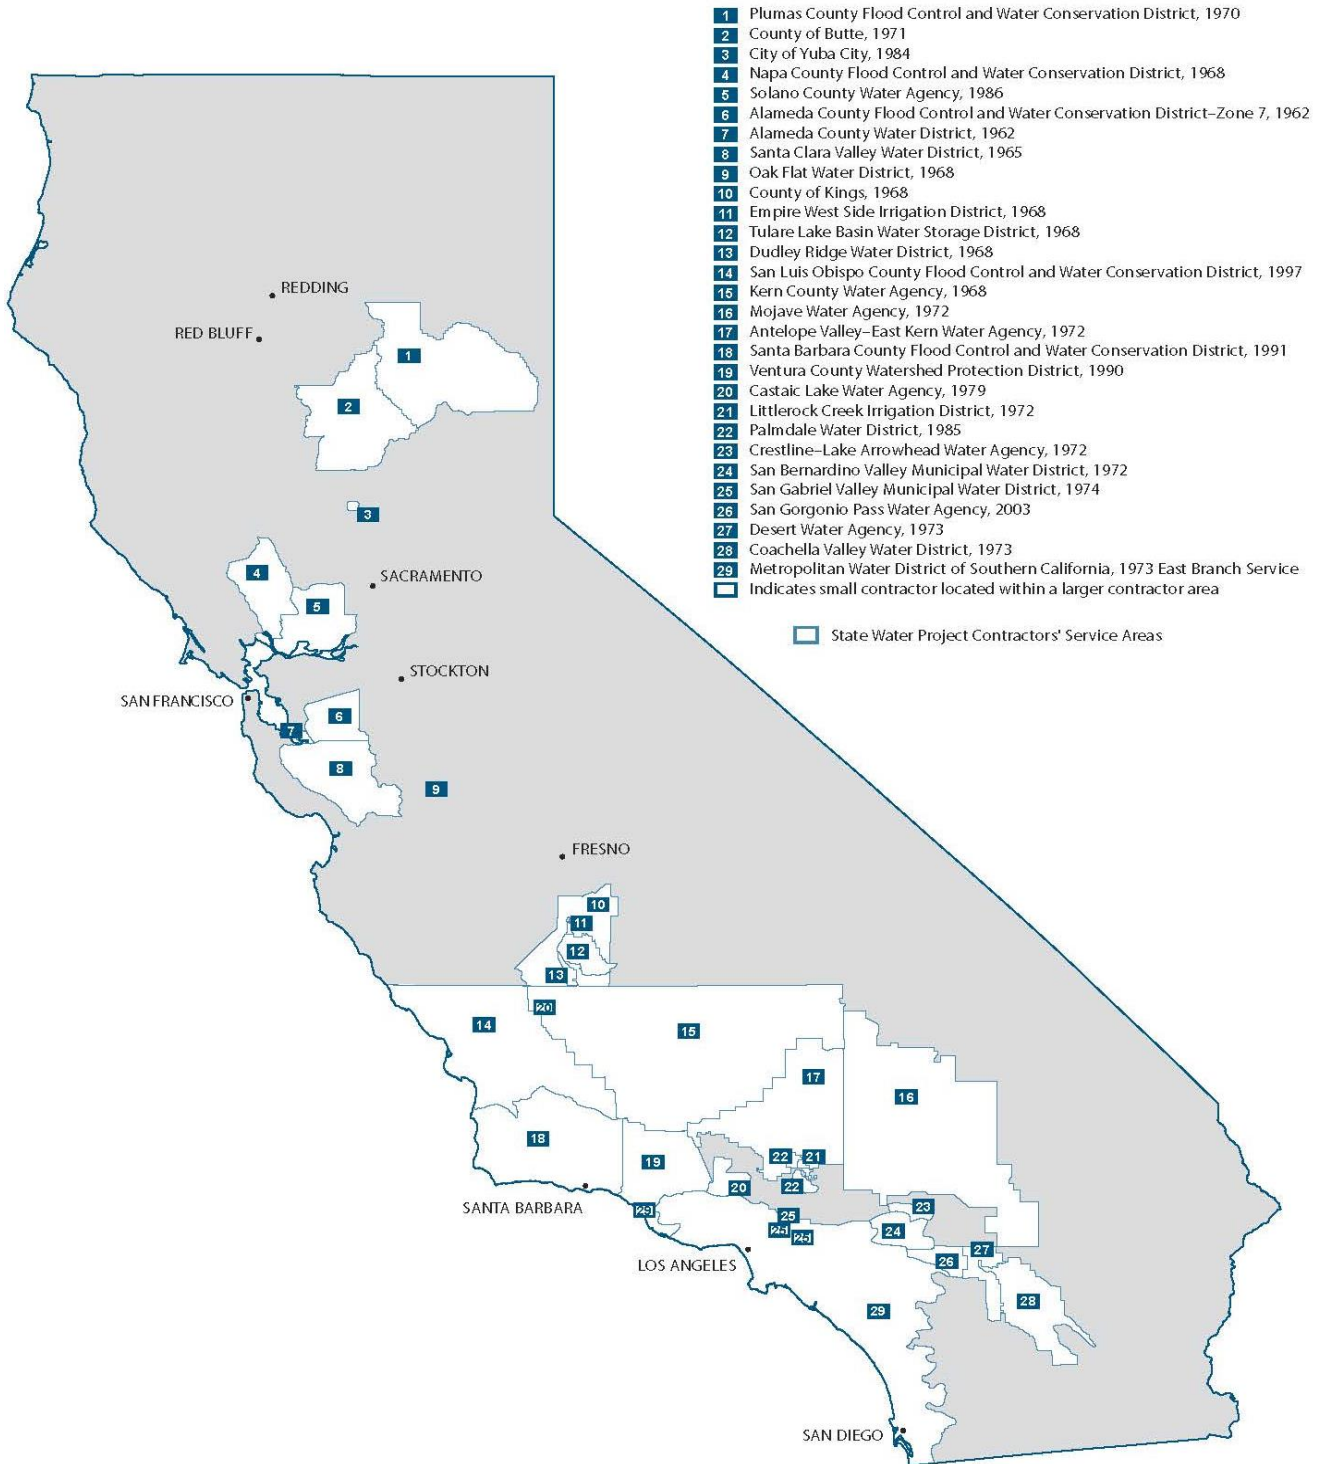 1 Plumas County Flood Control and Water Conservation District, 1970
2 County of Butte, 1971
3 City of Yuba City, 1984
4 Napa County Flood Control and Water Conservation District, 1968
5 Solano County Water Agency, 1986
6 Alameda County Flood Control and Water Conservation District–Zone 7, 1962
7 Alameda County Water District, 1962
8 Santa Clara Valley Water District, 1965
9 Oak Flat Water District, 1968
10 County of Kings, 1968
11 Empire West Side Irrigation District, 1968
12 Tulare Lake Basin Water Storage District, 1968
13 Dudley Ridge Water District, 1968
14 San Luis Obispo County Flood Control and Water Conservation District, 1997
15 Kern County Water Agency, 1968
16 Mojave Water Agency, 1972
17 Antelope Valley–East Kern Water Agency, 1972
18 Santa Barbara County Flood Control and Water Conservation District, 1991
19 Ventura County Watershed Protection District, 1990
20 Castaic Lake Water Agency, 1979
21 Littlerock Creek Irrigation District, 1972
22 Palmdale Water District, 1985
23 Crestline–Lake Arrowhead Water Agency, 1972
24 San Bernardino Valley Municipal Water District, 1972
25 San Gabriel Valley Municipal Water District, 1974
26 San Gorgonio Pass Water Agency, 2003
27 Desert Water Agency, 1973
28 Coachella Valley Water District, 1973
29 Metropolitan Water District of Southern California, 1973 East Branch Service
Indicates small contractor located within a larger contractor area
State Water Project Contractors' Service Areas
REDDING
RED BLUFF
1
2
3
4
SACRAMENTO
5
STOCKTON
SAN FRANCISCO
6
7
8
9
FRESNO
10
11
12
13
20
14
15
17
16
18
22
21
19
20
22
SANTA BARBARA
23
29
25
25
25
24
LOS ANGELES
27
26
28
29
SAN DIEGO